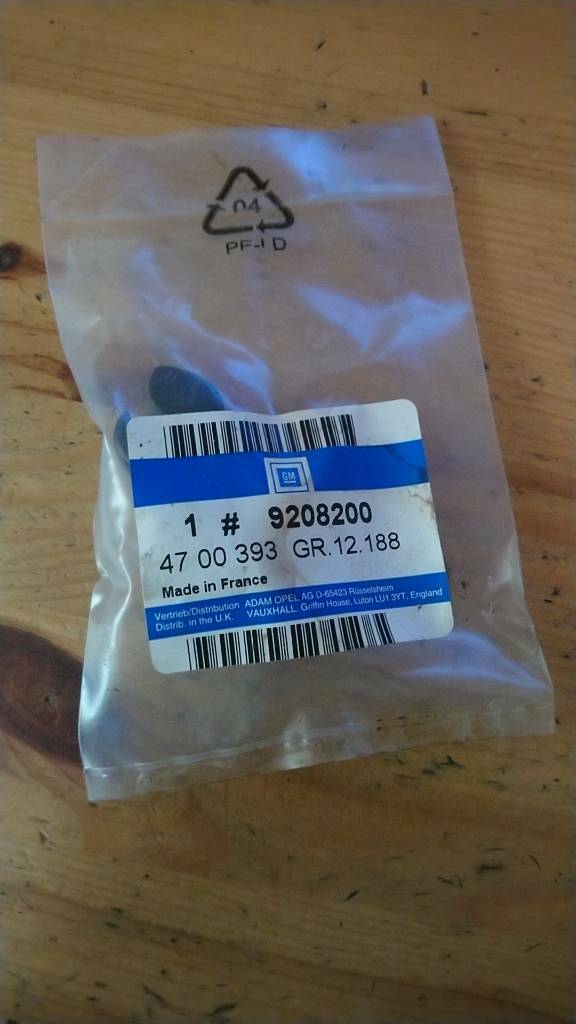 04
PE-LD
GM
1 # 9208200
47 00 393 GR.12.188
Made in France
Vertrieb/Distribution ADAM OPEL AG D-65423 Rüsselsheim
Distrib. in the U.K. VAUXHALL. Griffin House, Luton LU1 3YT, England